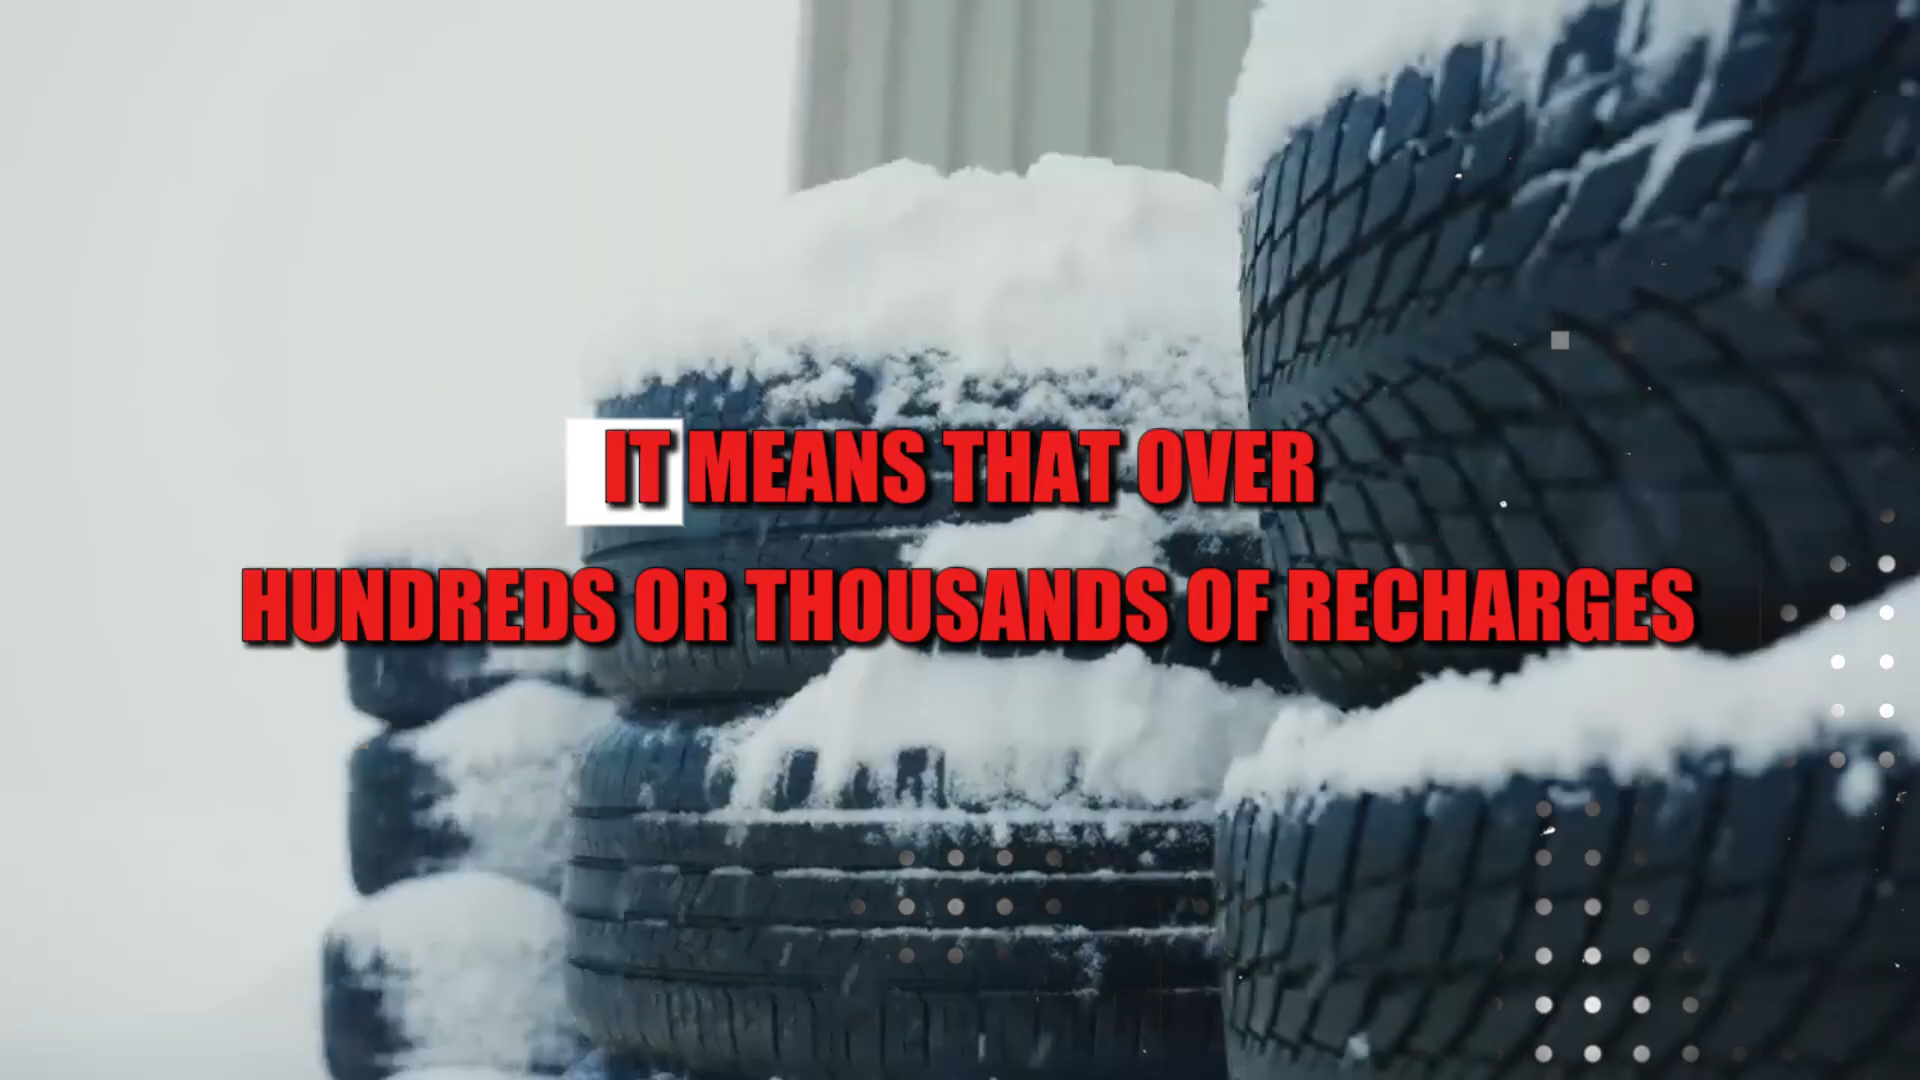 IT MEANS THAT OVER
HUNDREDS OR THOUSANDS OF RECHARGES